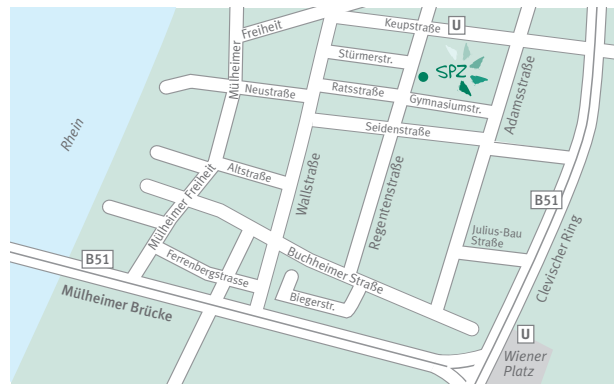 Keupstraße
U
Freiheit
Mülheimer
Stürmerstr.
SPZ
Ratsstraße
Neustraße
Gymnasiumstr.
Adamsstraße
Seidenstraße
Rhein
Altstraße
Wallstraße
Regentenstraße
Mülheimer Freiheit
B51
Julius-Bau
Straße
Clevischer Ring
B51
Ferrenbergstrasse
Buchheimer Straße
Mülheimer Brücke
Biegerstr.
U
Wiener
Platz